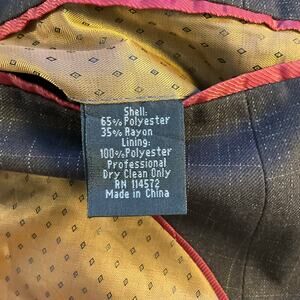 Shell:
65% Polyester
35% Rayon
Lining:
100% Polyester
Professional
Dry Clean Only
RN 114572
Made in China